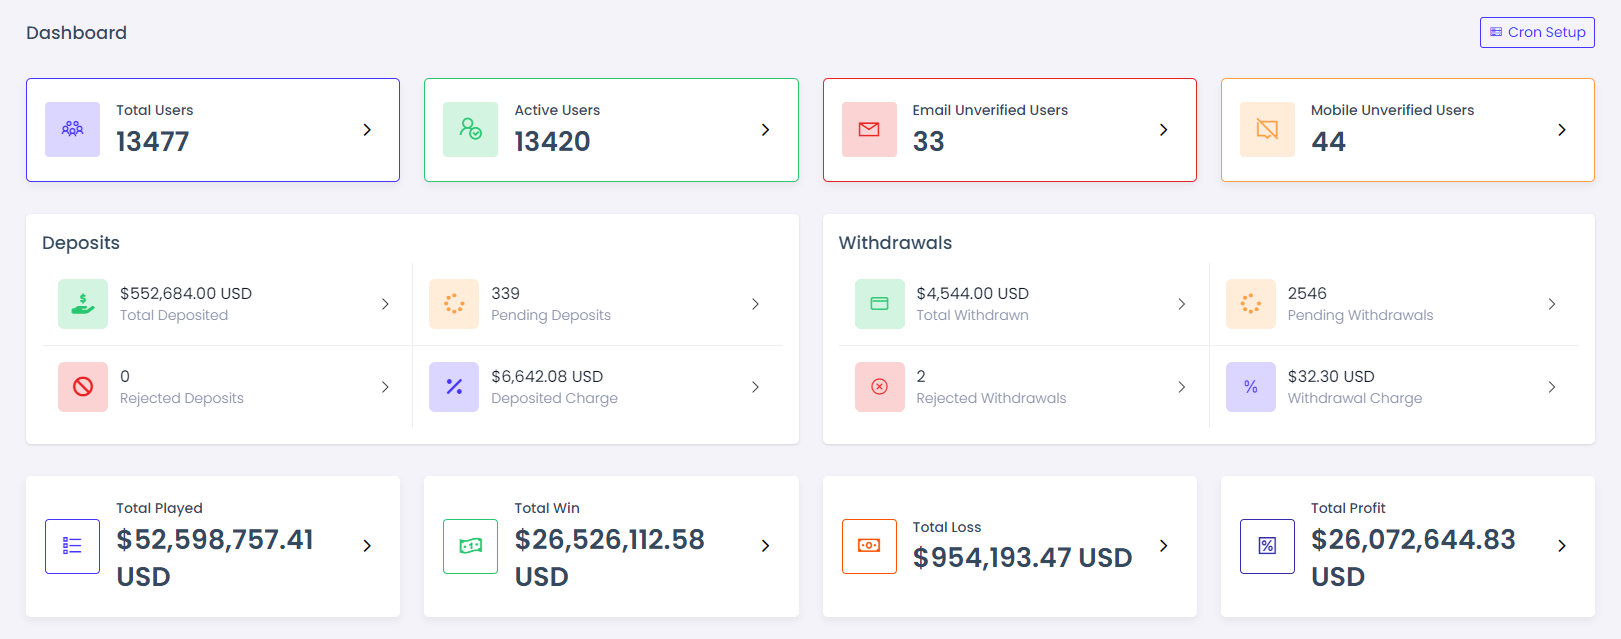 Dashboard
Cron Setup
Total Users
13477
Active Users
13420
Email Unverified Users
33
Mobile Unverified Users
44
Deposits
$552,684.00 USD
Total Deposited
339
Pending Deposits
0
Rejected Deposits
$6,642.08 USD
Deposited Charge
Withdrawals
$4,544.00 USD
Total Withdrawn
2546
Pending Withdrawals
2
Rejected Withdrawals
$32.30 USD
Withdrawal Charge
Total Played
$52,598,757.41
USD
Total Win
$26,526,112.58
USD
Total Loss
$954,193.47 USD
Total Profit
$26,072,644.83
USD